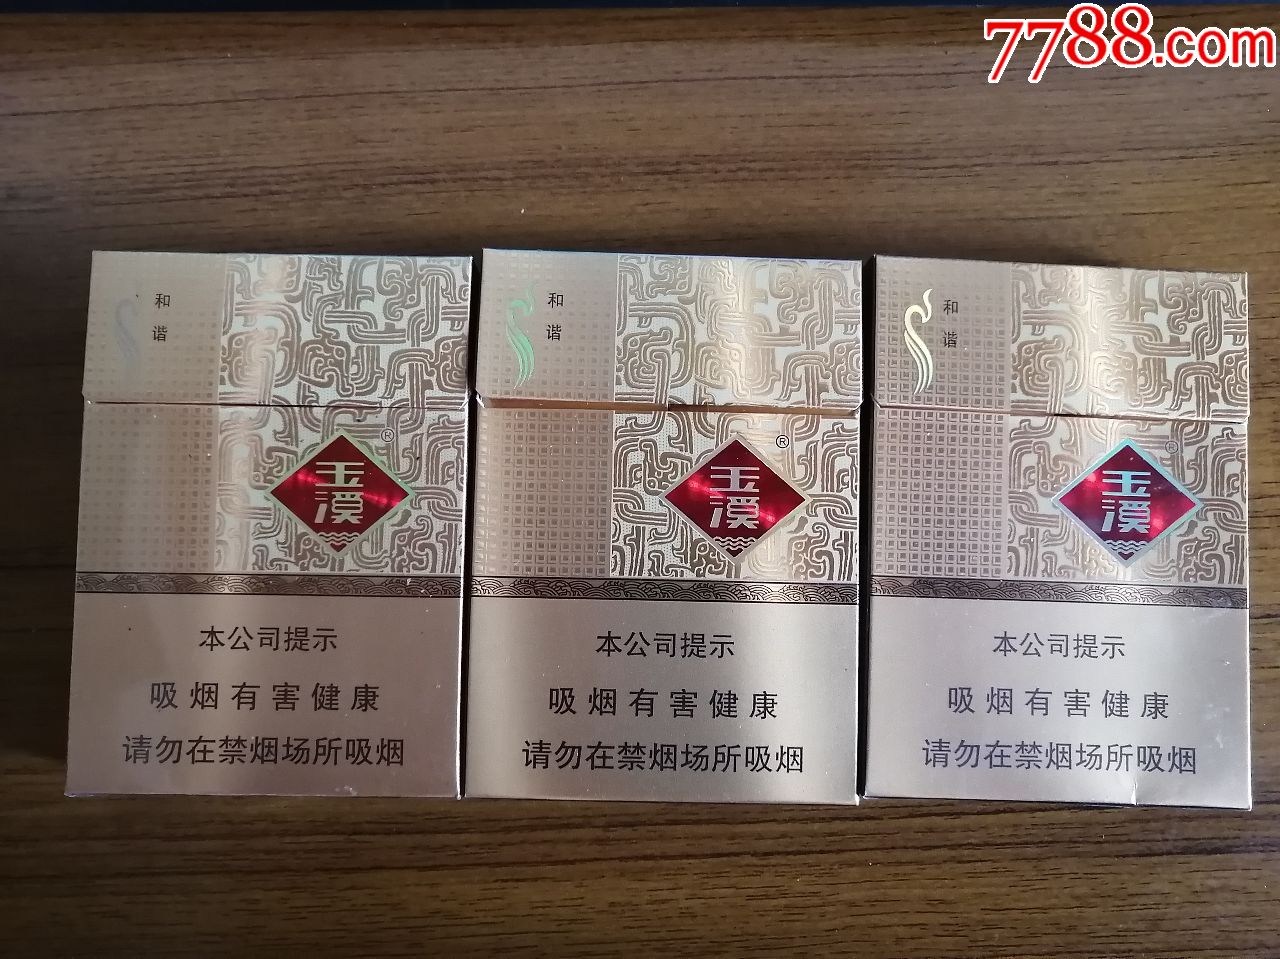 7788.com
和
谐
玉
溪
®
本公司提示
吸烟有害健康
请勿在禁烟场所吸烟
和
谐
玉
溪
®
本公司提示
吸烟有害健康
请勿在禁烟场所吸烟
和
谐
玉
溪
®
本公司提示
吸烟有害健康
请勿在禁烟场所吸烟